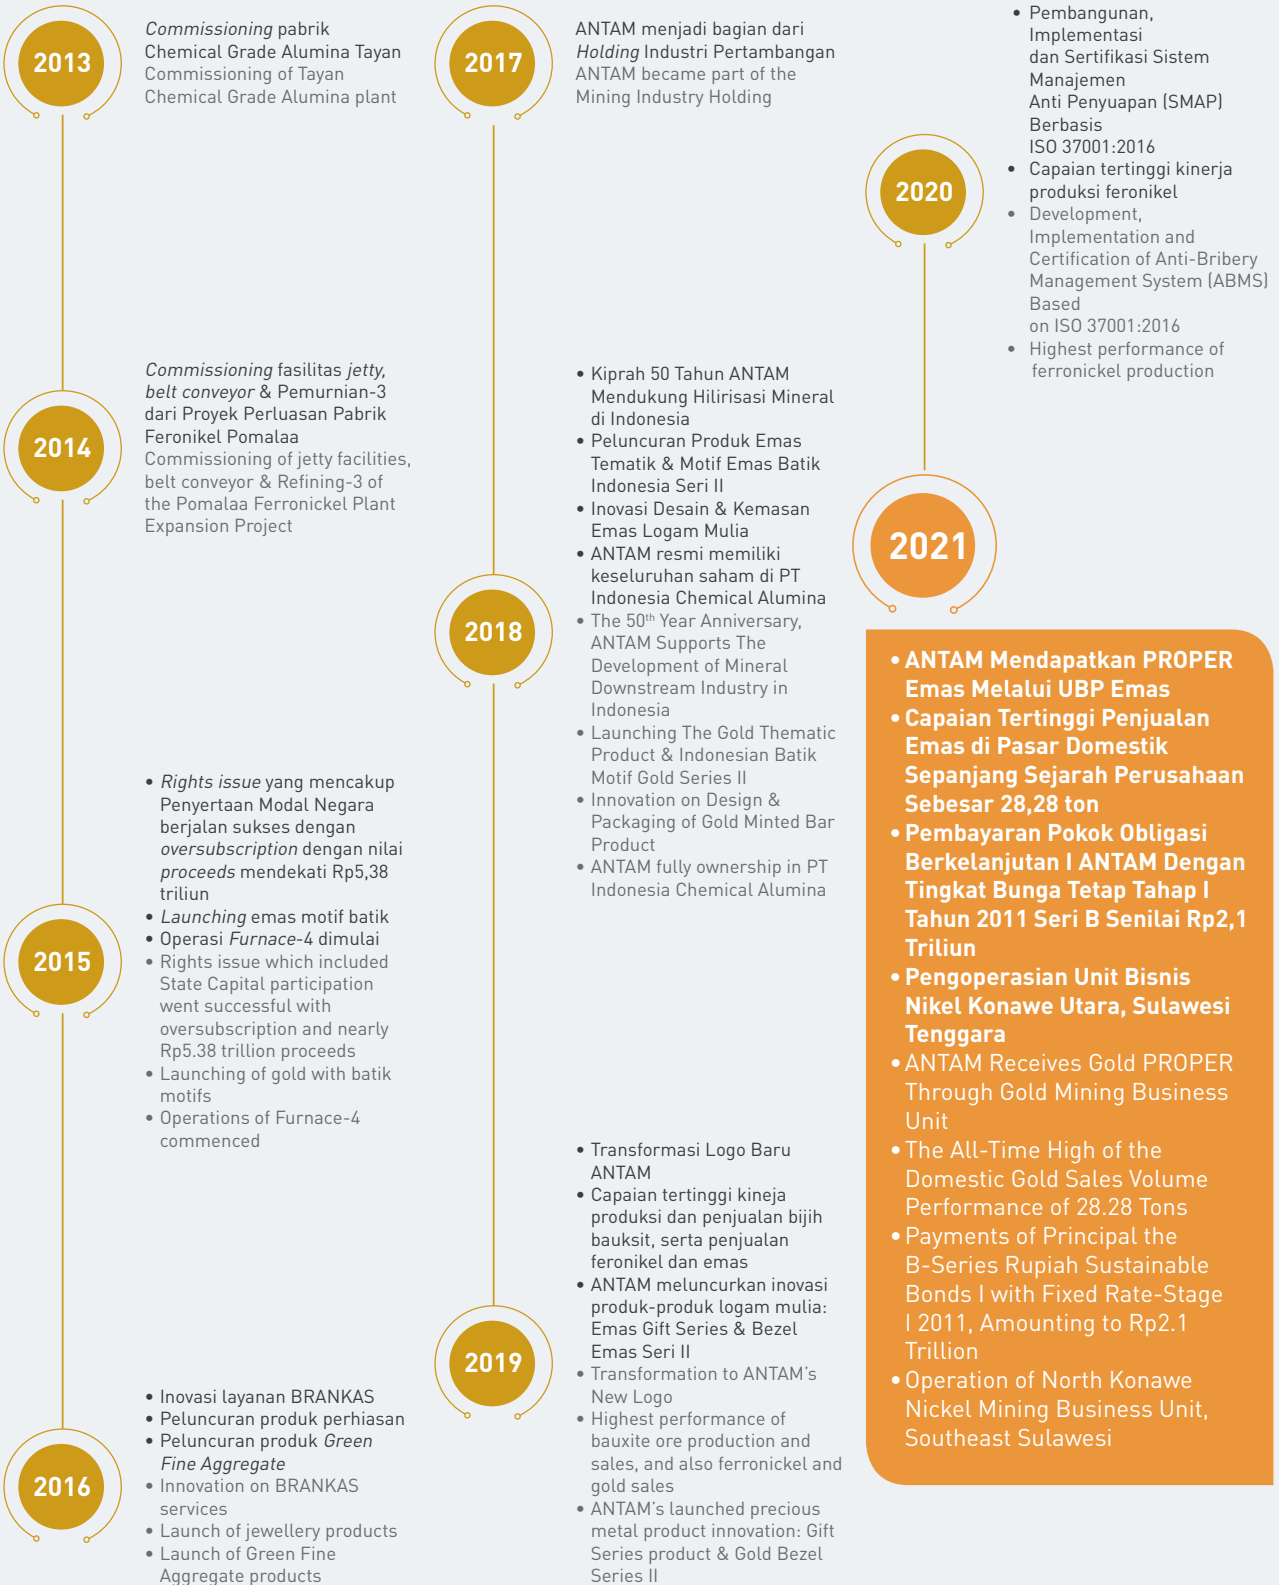 2013
Commissioning pabrik
Chemical Grade Alumina Tayan
Commissioning of Tayan
Chemical Grade Alumina plant
2014
Commissioning fasilitas jetty,
belt conveyor & Pemurnian-3
dari Proyek Perluasan Pabrik
Feronikel Pomalaa
Commissioning of jetty facilities,
belt conveyor & Refining-3 of
the Pomalaa Ferronickel Plant
Expansion Project
2015
• Rights issue yang mencakup
Penyertaan Modal Negara
berjalan sukses dengan
oversubscription dengan nilai
proceeds mendekati Rp5,38
triliun
• Launching emas motif batik
• Operasi Furnace-4 dimulai
• Rights issue which included
State Capital participation
went successful with
oversubscription and nearly
Rp5.38 trillion proceeds
• Launching of gold with batik
motifs
• Operations of Furnace-4
commenced
2016
• Inovasi layanan BRANKAS
• Peluncuran produk perhiasan
• Peluncuran produk Green
Fine Aggregate
• Innovation on BRANKAS
services
• Launch of jewellery products
• Launch of Green Fine
Aggregate products
2017
ANTAM menjadi bagian dari
Holding Industri Pertambangan
ANTAM became part of the
Mining Industry Holding
2018
• Kiprah 50 Tahun ANTAM
Mendukung Hilirisasi Mineral
di Indonesia
• Peluncuran Produk Emas
Tematik & Motif Emas Batik
Indonesia Seri II
• Inovasi Desain & Kemasan
Emas Logam Mulia
• ANTAM resmi memiliki
keseluruhan saham di PT
Indonesia Chemical Alumina
• The 50th Year Anniversary,
ANTAM Supports The
Development of Mineral
Downstream Industry in
Indonesia
• Launching The Gold Thematic
Product & Indonesian Batik
Motif Gold Series II
• Innovation on Design &
Packaging of Gold Minted Bar
Product
• ANTAM fully ownership in PT
Indonesia Chemical Alumina
2019
• Transformasi Logo Baru
ANTAM
• Capaian tertinggi kineja
produksi dan penjualan bijih
bauksit, serta penjualan
feronikel dan emas
• ANTAM meluncurkan inovasi
produk-produk logam mulia:
Emas Gift Series & Bezel
Emas Seri II
• Transformation to ANTAM's
New Logo
• Highest performance of
bauxite ore production and
sales, and also ferronickel and
gold sales
• ANTAM's launched precious
metal product innovation: Gift
Series product & Gold Bezel
Series II
2020
• Pembangunan,
Implementasi
dan Sertifikasi Sistem
Manajemen
Anti Penyuapan (SMAP)
Berbasis
ISO 37001:2016
• Capaian tertinggi kinerja
produksi feronikel
• Development,
Implementation and
Certification of Anti-Bribery
Management System (ABMS)
Based
on ISO 37001:2016
• Highest performance of
ferronickel production
2021
• ANTAM Mendapatkan PROPER
Emas Melalui UBP Emas
• Capaian Tertinggi Penjualan
Emas di Pasar Domestik
Sepanjang Sejarah Perusahaan
Sebesar 28,28 ton
• Pembayaran Pokok Obligasi
Berkelanjutan I ANTAM Dengan
Tingkat Bunga Tetap Tahap I
Tahun 2011 Seri B Senilai Rp2,1
Triliun
• Pengoperasian Unit Bisnis
Nikel Konawe Utara, Sulawesi
Tenggara
• ANTAM Receives Gold PROPER
Through Gold Mining Business
Unit
• The All-Time High of the
Domestic Gold Sales Volume
Performance of 28.28 Tons
• Payments of Principal the
B-Series Rupiah Sustainable
Bonds I with Fixed Rate-Stage
I 2011, Amounting to Rp2.1
Trillion
• Operation of North Konawe
Nickel Mining Business Unit,
Southeast Sulawesi